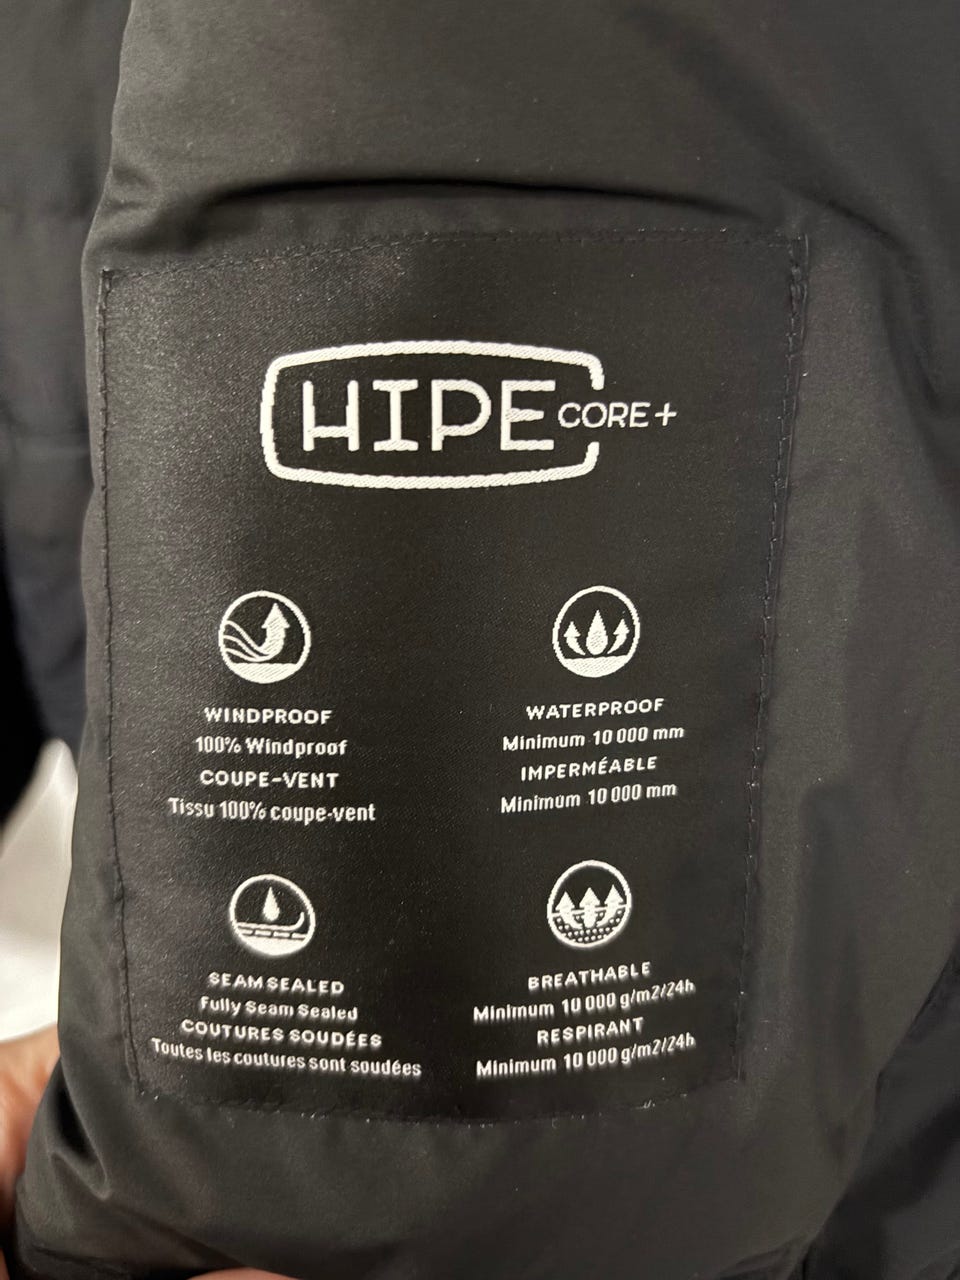 HIPE CORE+
WINDPROOF
100% Windproof
COUPE-VENT
Tissu 100% coupe-vent
WATERPROOF
Minimum 10 000 mm
IMPERMÉABLE
Minimum 10 000 mm
SEAM SEALED
Fully Seam Sealed
COUTURES SOUDÉES
Toutes les coutures sont soudées
BREATHABLE
Minimum 10 000 g/m2/24h
RESPIRANT
Minimum 10 000 g/m2/24h